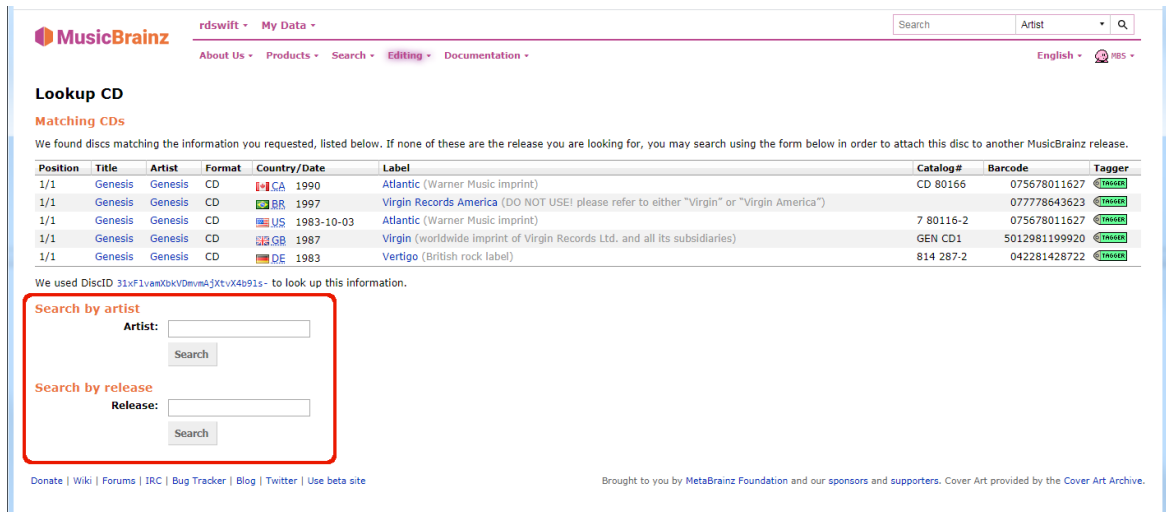 MusicBrainz
rdswift ▾ My Data ▾
Search Artist
About Us ▾ Products ▾ Search ▾ Editing ▾ Documentation ▾
English ▾ MBS ▾
Lookup CD
Matching CDs
We found discs matching the information you requested, listed below. If none of these are the release you are looking for, you may search using the form below in order to attach this disc to another MusicBrainz release.
Position Title Artist Format Country/Date Label Catalog# Barcode Tagger
1/1 Genesis Genesis CD CA 1990 Atlantic (Warner Music imprint) CD 80166 075678011627 TAGGER
1/1 Genesis Genesis CD BR 1997 Virgin Records America (DO NOT USE! please refer to either “Virgin” or “Virgin America”) 077778643623 TAGGER
1/1 Genesis Genesis CD US 1983-10-03 Atlantic (Warner Music imprint) 7 80116-2 075678011627 TAGGER
1/1 Genesis Genesis CD GB 1987 Virgin (worldwide imprint of Virgin Records Ltd. and all its subsidiaries) GEN CD1 5012981199920 TAGGER
1/1 Genesis Genesis CD DE 1983 Vertigo (British rock label) 814 287-2 042281428722 TAGGER
We used DiscID 31xF1vamXbkVDmvmAjXtvX4b91s- to look up this information.
Search by artist
Artist:
Search
Search by release
Release:
Search
Donate | Wiki | Forums | IRC | Bug Tracker | Blog | Twitter | Use beta site
Brought to you by MetaBrainz Foundation and our sponsors and supporters. Cover Art provided by the Cover Art Archive.